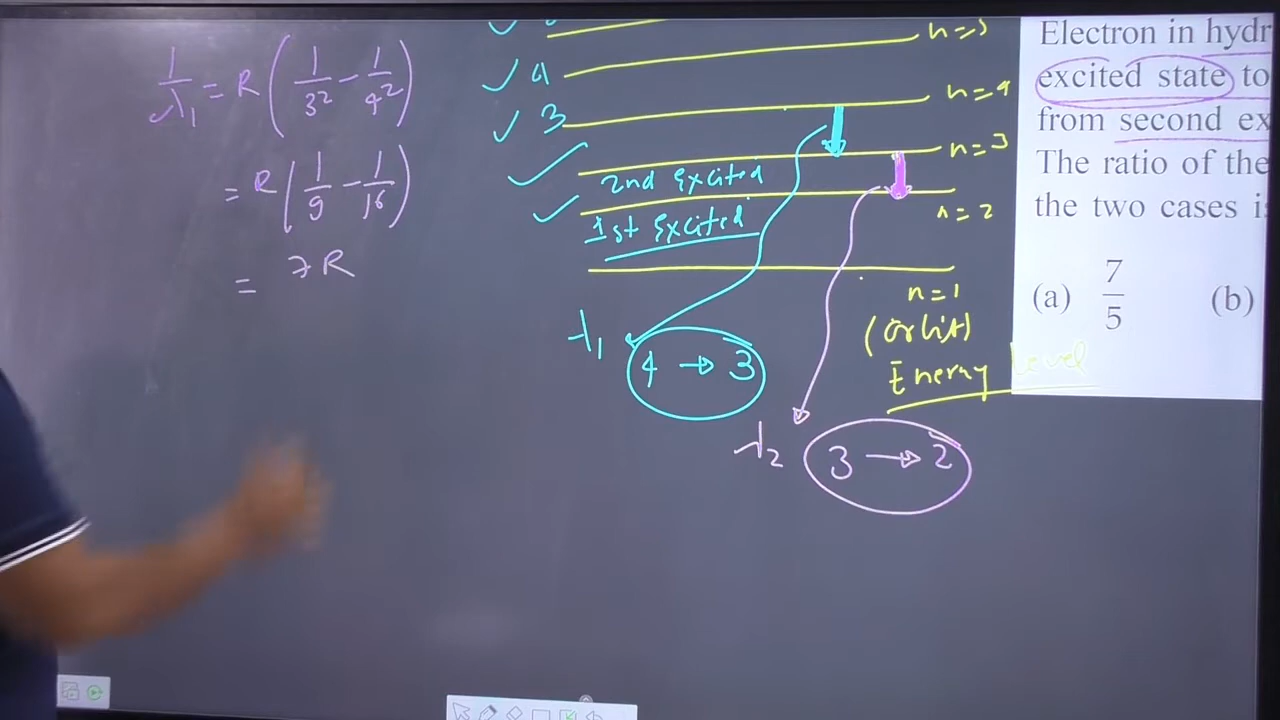 1/λ₁ = R(1/3² − 1/4²)
= R(1/9 − 1/16)
= 7R
4
3
n=4
n=3
2nd Excited
n=2
1st Excited
n=1
(Orbit)
Energy Level
λ₁ 4 → 3
λ₂ 3 → 2
Electron in hydr
excited state to
from second ex
The ratio of the
the two cases is
(a) 7/5 (b)